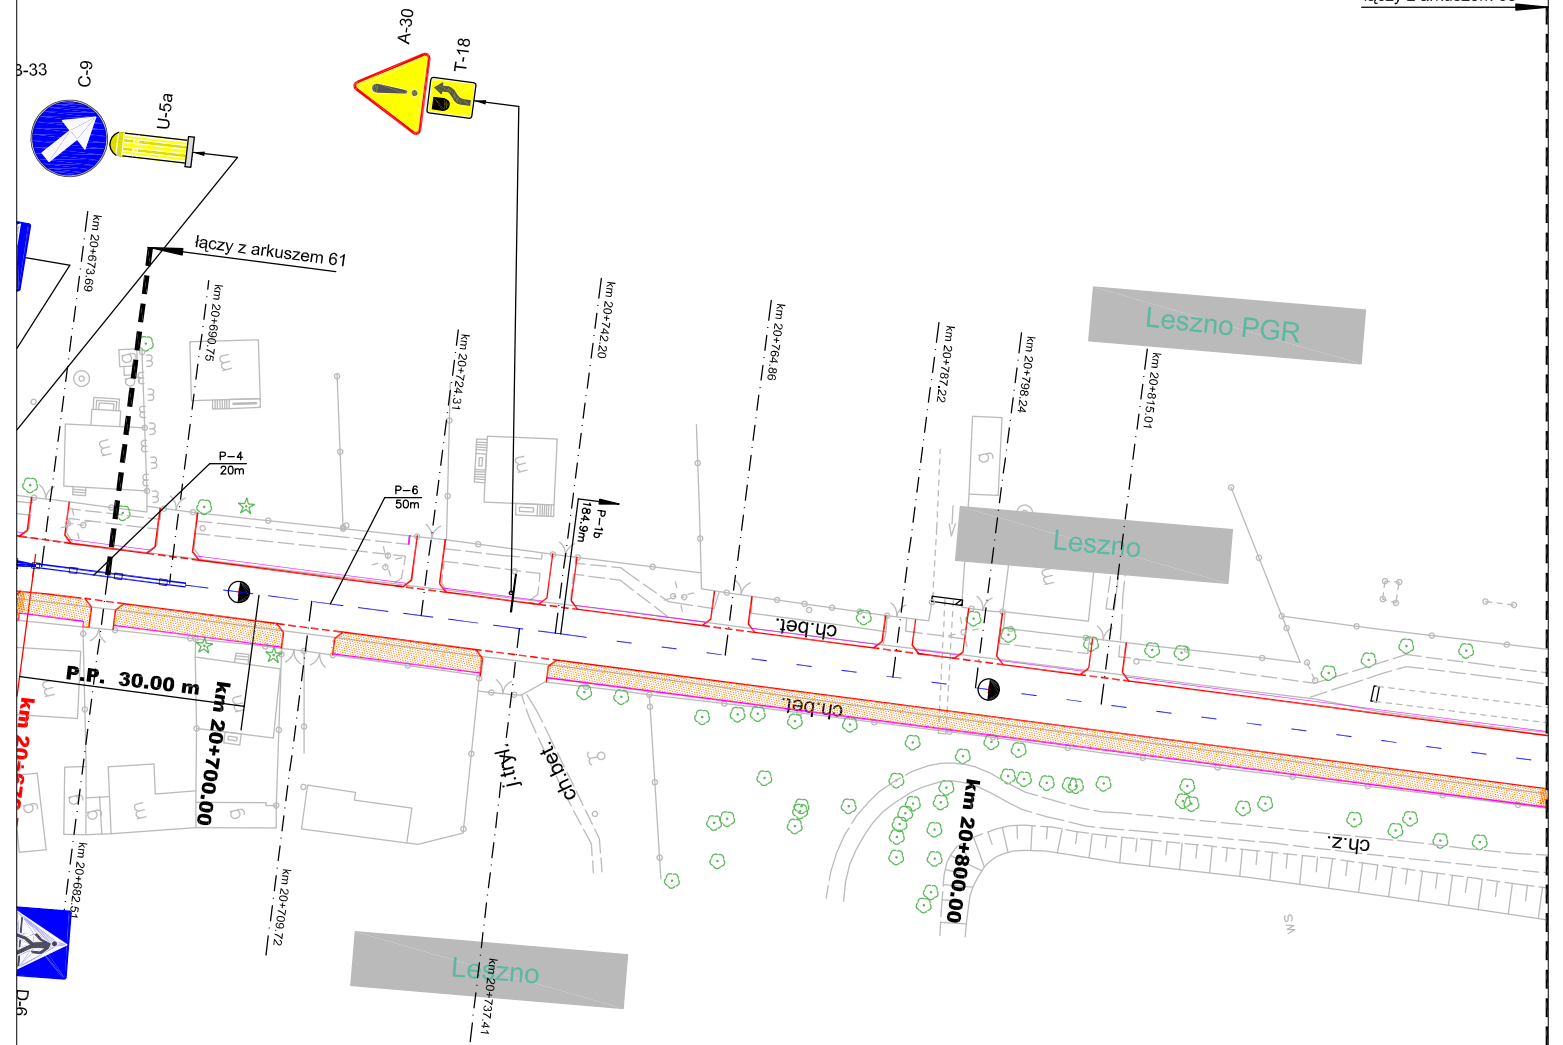 A-30
T-18
C-9
U-5a
łączy z arkuszem 61
km 20+673.69
km 20+690.75
km 20+724.31
km 20+742.20
km 20+764.86
km 20+787.22
km 20+798.24
km 20+815.01
Leszno PGR
Leszno
P-4
20m
P-6
50m
P-1b
184.9m
m
m
m
g
m
ch.bet.
ch.bet.
P.P. 30.00 m
km 20+700.00
j.tryl.
ch.bet.
km 20+800.00
ch.ż.
km 20+682.51
km 20+709.72
km 20+737.41
Leszno
D-6